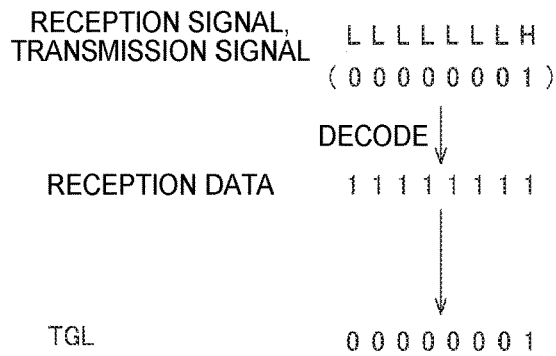 RECEPTION SIGNAL,
TRANSMISSION SIGNAL
L L L L L L L H
( 0 0 0 0 0 0 0 1 )
DECODE
RECEPTION DATA 1 1 1 1 1 1 1 1
TGL 0 0 0 0 0 0 0 1